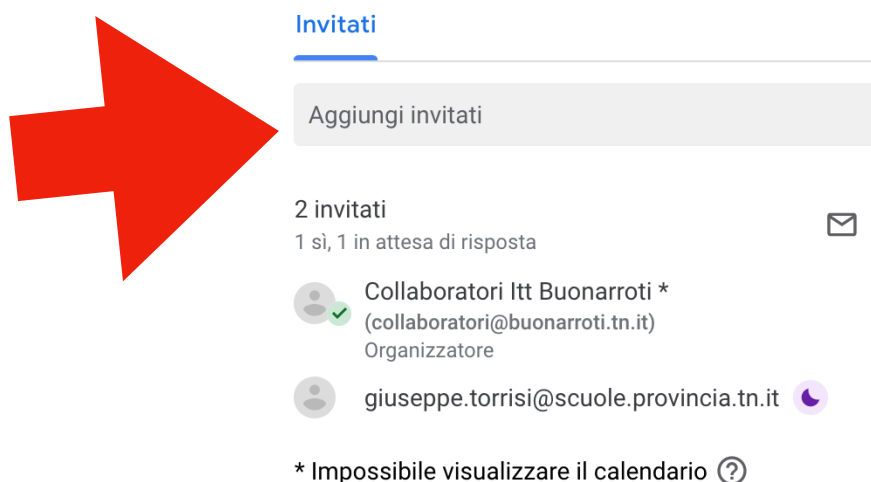 Invitati
Aggiungi invitati
2 invitati
1 sì, 1 in attesa di risposta
Collaboratori Itt Buonarroti *
(collaboratori@buonarroti.tn.it)
Organizzatore
giuseppe.torrisi@scuole.provincia.tn.it
* Impossibile visualizzare il calendario ?